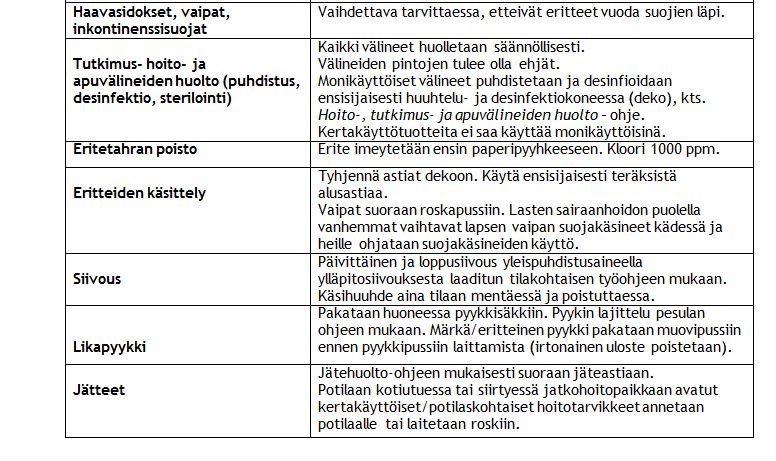 Haavasidokset, vaipat,
inkontinenssisuojat
Vaihdettava tarvittaessa, etteivät eritteet vuoda suojien läpi.
Tutkimus- hoito- ja
apuvälineiden huolto (puhdistus,
desinfektio, sterilointi)
Kaikki välineet huolletaan säännöllisesti.
Välineiden pintojen tulee olla ehjät.
Monikäyttöiset välineet puhdistetaan ja desinfioidaan
ensisijaisesti huuhtelu- ja desinfektiokoneessa (deko), kts.
Hoito-, tutkimus- ja apuvälineiden huolto – ohje.
Kertakäyttötuotteita ei saa käyttää monikäyttöisinä.
Eritetahran poisto
Erite imeytetään ensin paperipyyhkeeseen. Kloori 1000 ppm.
Eritteiden käsittely
Tyhjennä astiat dekoon. Käytä ensisijaisesti teräksistä
alusastiaa.
Vaipat suoraan roskapussiin. Lasten sairaanhoidon puolella
vanhemmat vaihtavat lapsen vaipan suojakäsineet kädessä ja
heille ohjataan suojakäsineiden käyttö.
Siivous
Päivittäinen ja loppusiivous yleispuhdistusaineella
ylläpitosiivouksesta laaditun tilakohtaisen työohjeen mukaan.
Käsihuuhde aina tilaan mentäessä ja poistuttaessa.
Likapyykki
Pakataan huoneessa pyykkisäkkiin. Pyykin lajittelu pesulan
ohjeen mukaan. Märkä/eritteinen pyykki pakataan muovipussiin
ennen pyykkipussiin laittamista (irtonainen uloste poistetaan).
Jätteet
Jätehuolto-ohjeen mukaisesti suoraan jäteastiaan.
Potilaan kotiutuessa tai siirtyessä jatkohoitopaikkaan avatut
kertakäyttöiset/potilaskohtaiset hoitotarvikkeet annetaan
potilaalle tai laitetaan roskiin.